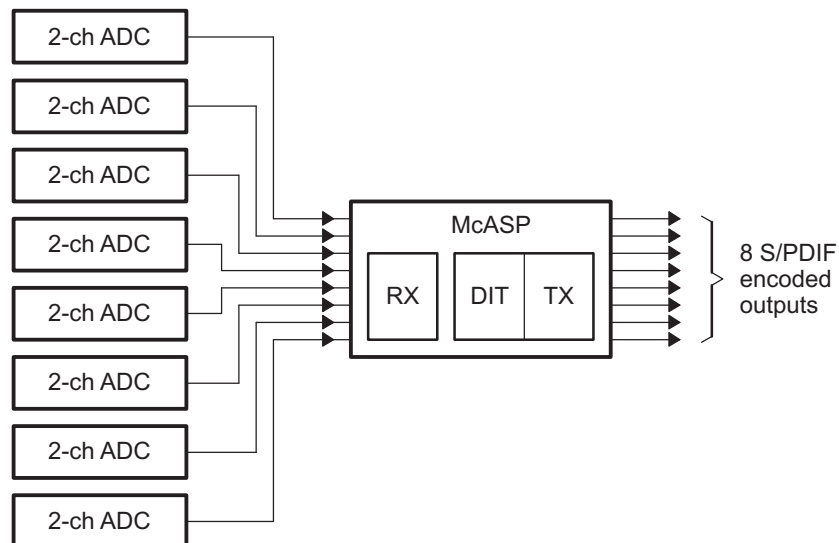 2-ch ADC
2-ch ADC
2-ch ADC
2-ch ADC
2-ch ADC
2-ch ADC
2-ch ADC
2-ch ADC
McASP
RX
DIT
TX
8 S/PDIF
encoded
outputs